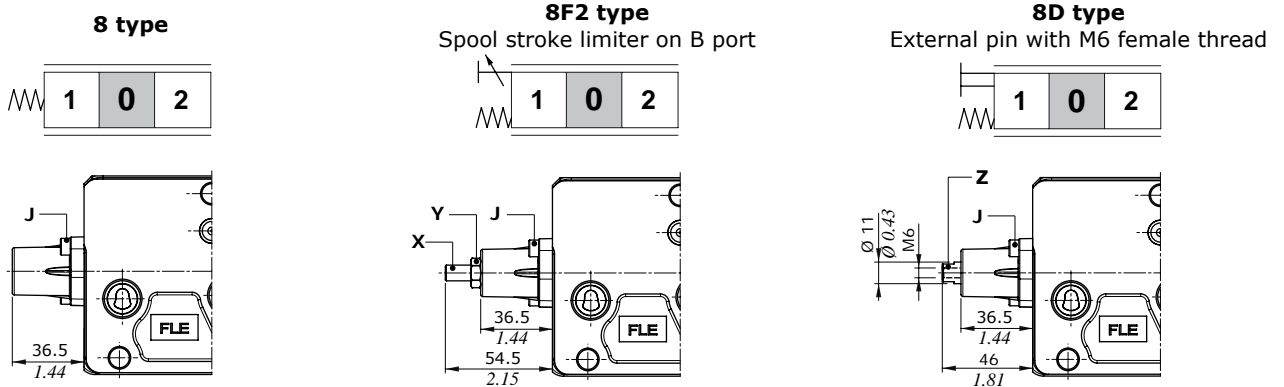 8 type
1 0 2
J
FLE
36.5
1.44
8F2 type
Spool stroke limiter on B port
1 0 2
Y J
X
FLE
36.5
1.44
54.5
2.15
8D type
External pin with M6 female thread
1 0 2
Z
J
Ø 11
Ø 0.43
M6
FLE
36.5
1.44
46
1.81